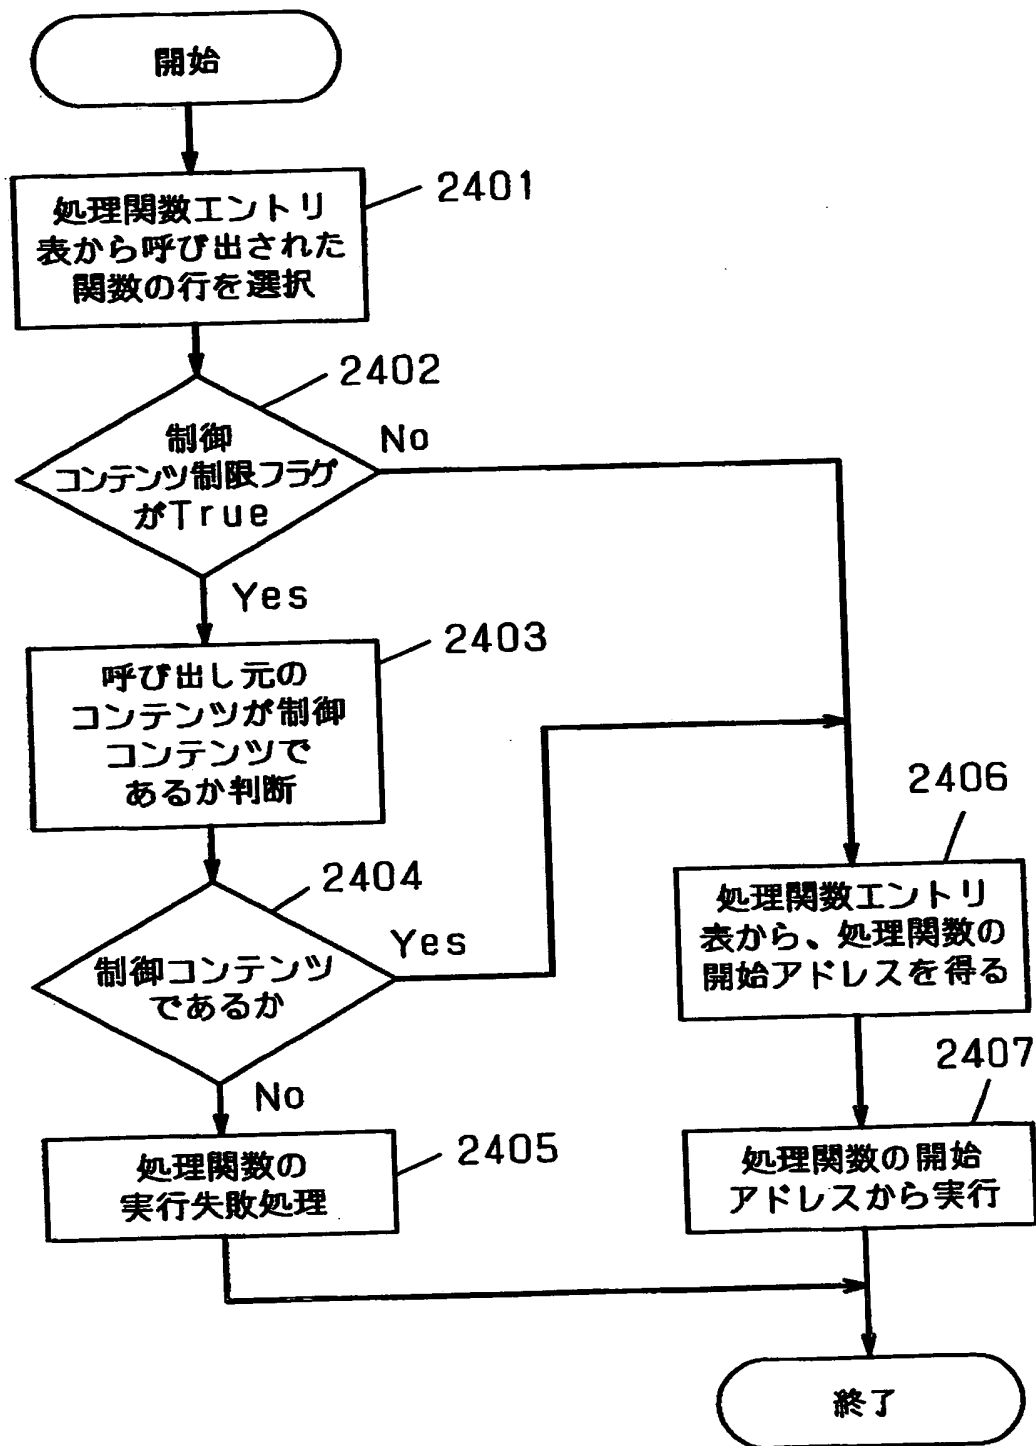 開始
2401
処理関数エントリ
表から呼び出された
関数の行を選択
2402
制御
コンテンツ制限フラグ
がTrue
No
Yes
2403
呼び出し元の
コンテンツが制御
コンテンツで
あるか判断
2404
制御コンテンツ
であるか
Yes
No
2405
処理関数の
実行失敗処理
2406
処理関数エントリ
表から、処理関数の
開始アドレスを得る
2407
処理関数の開始
アドレスから実行
終了